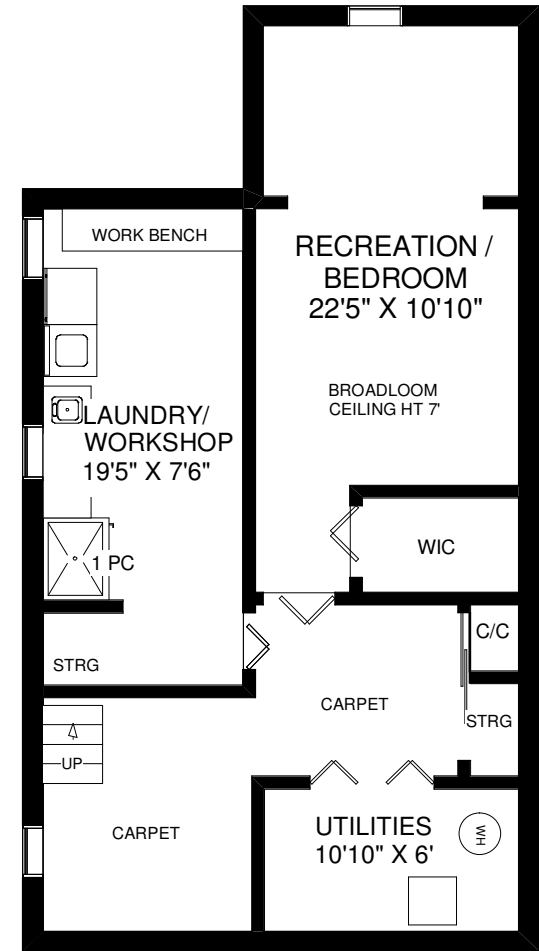 WORK BENCH
RECREATION /
BEDROOM
22'5" X 10'10"
BROADLOOM
CEILING HT 7'
LAUNDRY/
WORKSHOP
19'5" X 7'6"
1 PC
WIC
STRG
C/C
CARPET
STRG
UP
CARPET
UTILITIES
10'10" X 6'
WH